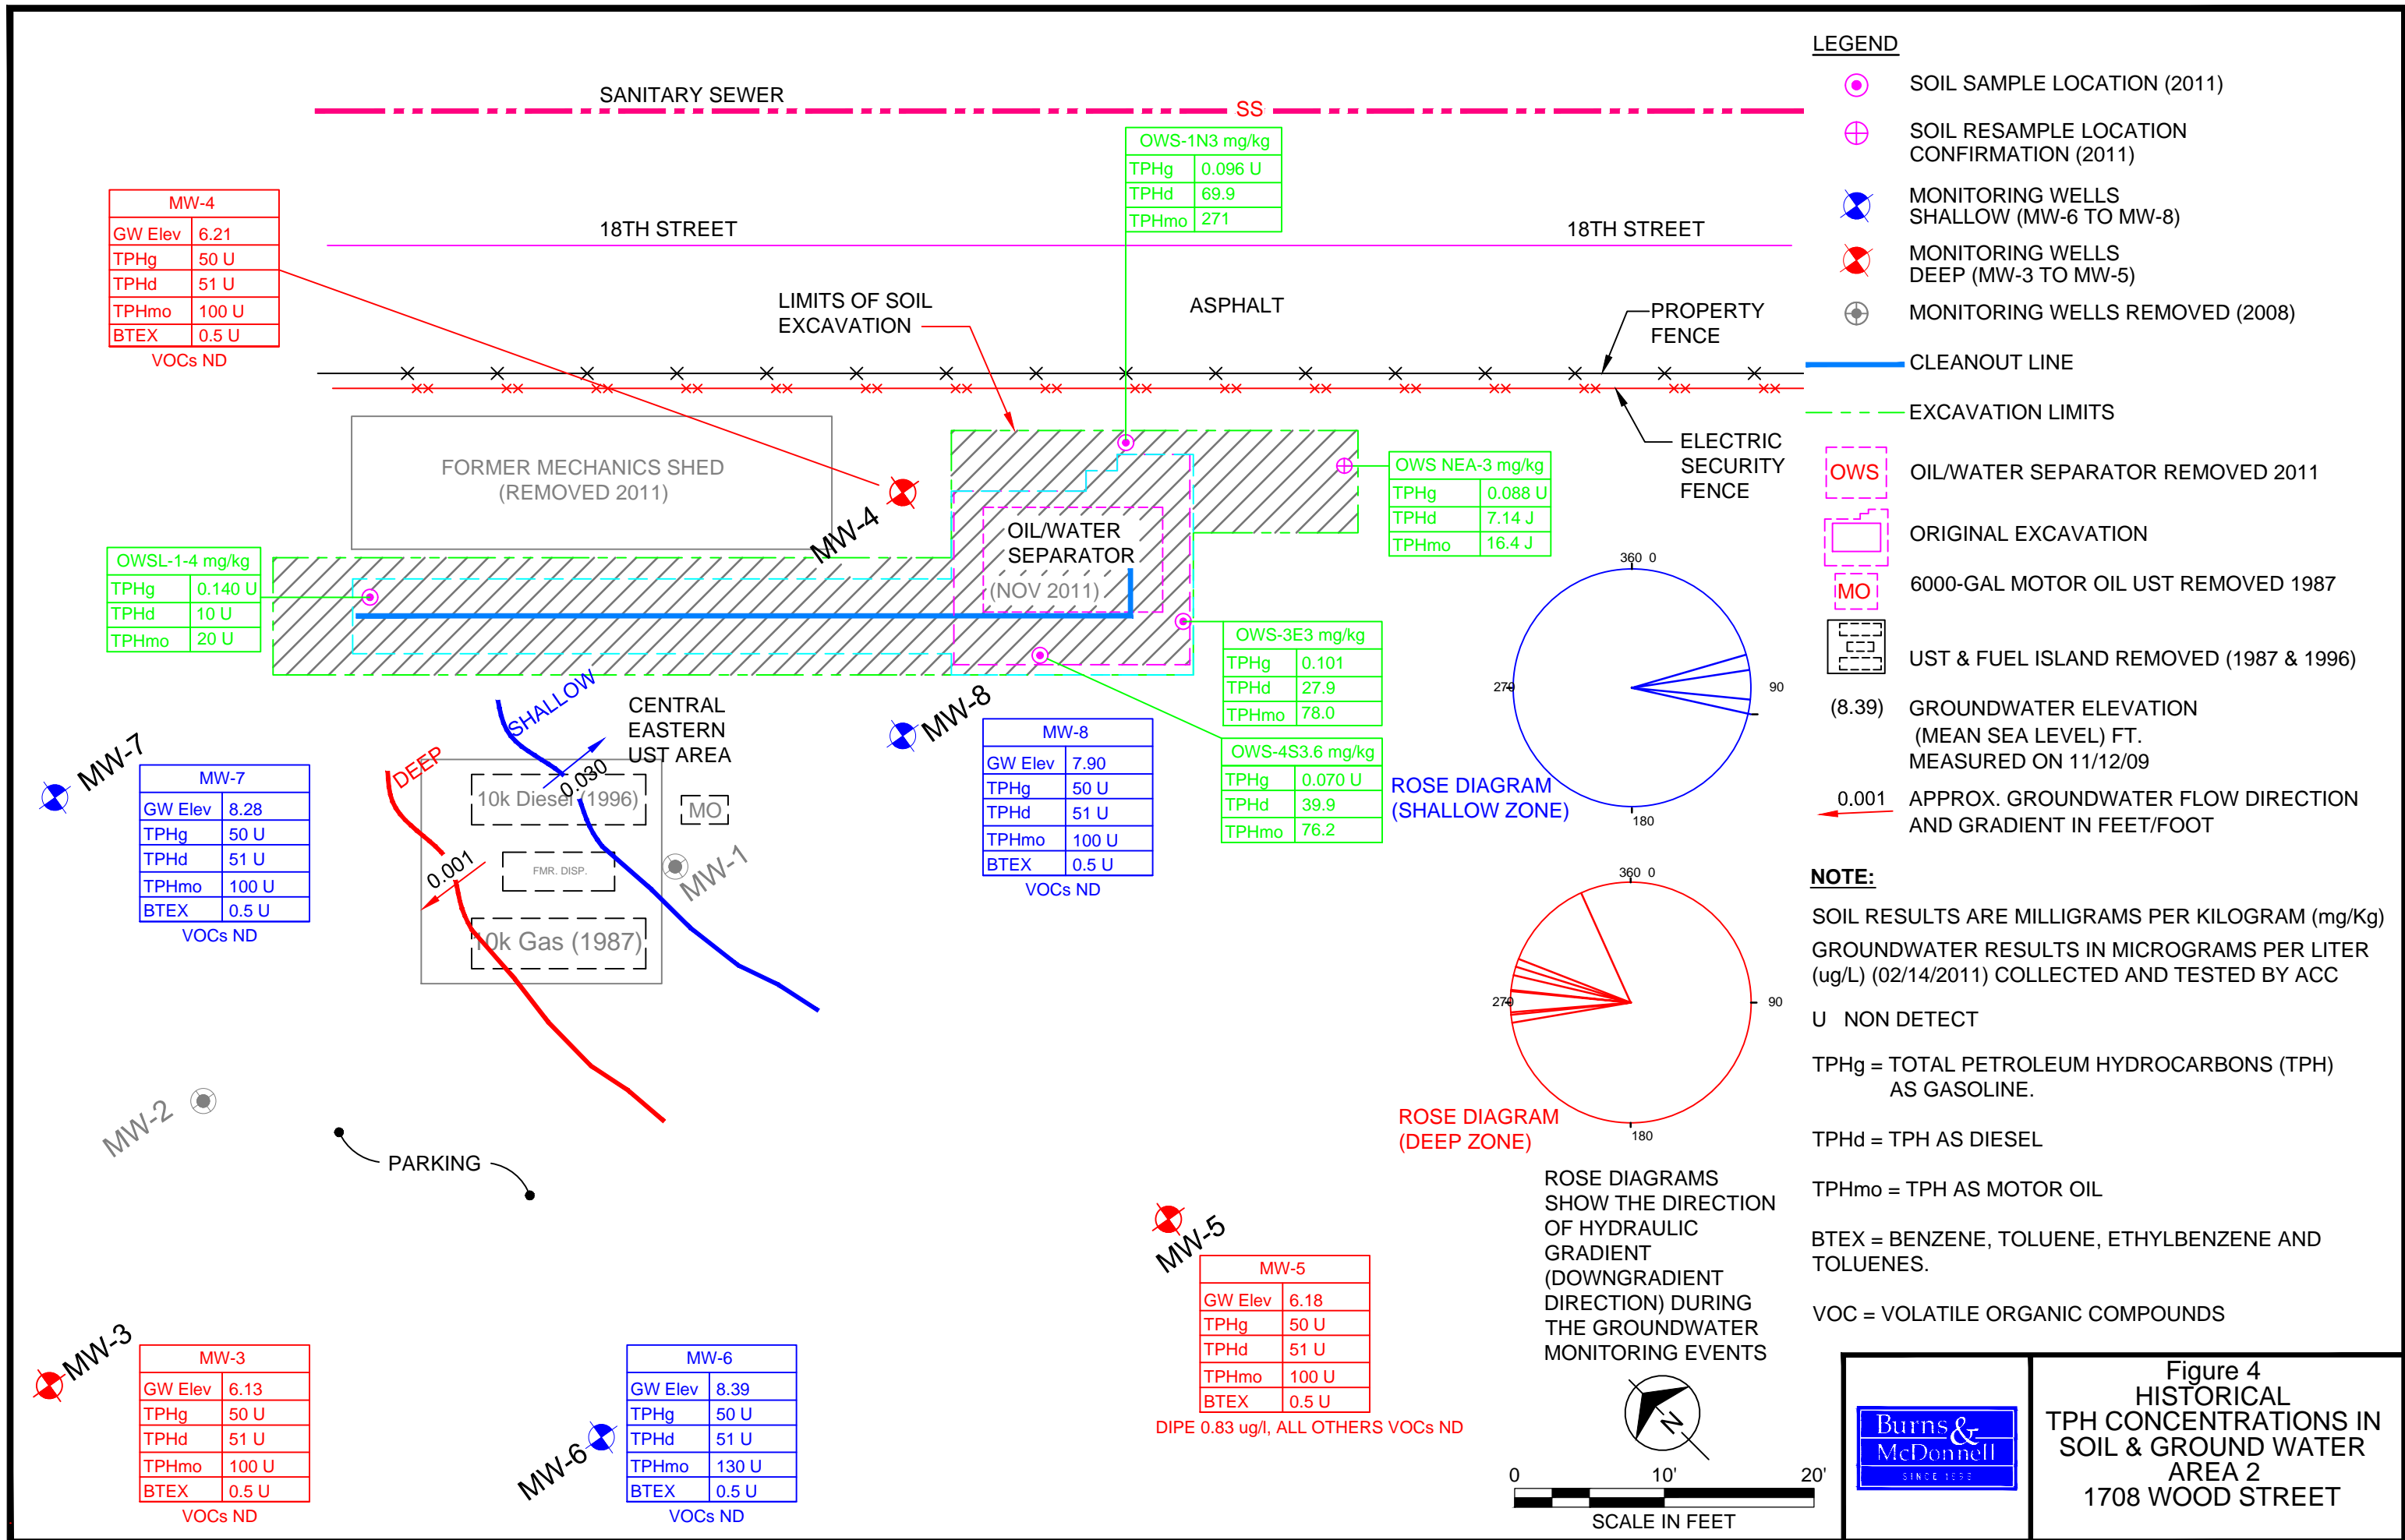 SANITARY SEWER
SS
OWS-1N3 mg/kg
TPHg 0.096 U
TPHd 69.9
TPHmo 271
MW-4
GW Elev 6.21
TPHg 50 U
TPHd 51 U
TPHmo 100 U
BTEX 0.5 U
VOCs ND
18TH STREET
18TH STREET
LIMITS OF SOIL
EXCAVATION
ASPHALT
PROPERTY
FENCE
ELECTRIC
SECURITY
FENCE
FORMER MECHANICS SHED
(REMOVED 2011)
MW-4
OIL/WATER
SEPARATOR
(NOV 2011)
OWS NEA-3 mg/kg
TPHg 0.088 U
TPHd 7.14 J
TPHmo 16.4 J
OWSL-1-4 mg/kg
TPHg 0.140 U
TPHd 10 U
TPHmo 20 U
OWS-3E3 mg/kg
TPHg 0.101
TPHd 27.9
TPHmo 78.0
OWS-4S3.6 mg/kg
TPHg 0.070 U
TPHd 39.9
TPHmo 76.2
SHALLOW
DEEP
CENTRAL
EASTERN
UST AREA
0.030
0.001
10k Diesel (1996)
MO
FMR. DISP.
10k Gas (1987)
MW-1
MW-8
MW-8
GW Elev 7.90
TPHg 50 U
TPHd 51 U
TPHmo 100 U
BTEX 0.5 U
VOCs ND
MW-7
MW-7
GW Elev 8.28
TPHg 50 U
TPHd 51 U
TPHmo 100 U
BTEX 0.5 U
VOCs ND
MW-2
PARKING
MW-3
MW-3
GW Elev 6.13
TPHg 50 U
TPHd 51 U
TPHmo 100 U
BTEX 0.5 U
VOCs ND
MW-6
MW-6
GW Elev 8.39
TPHg 50 U
TPHd 51 U
TPHmo 130 U
BTEX 0.5 U
VOCs ND
MW-5
MW-5
GW Elev 6.18
TPHg 50 U
TPHd 51 U
TPHmo 100 U
BTEX 0.5 U
DIPE 0.83 ug/l, ALL OTHERS VOCs ND
360 0
270
90
180
ROSE DIAGRAM
(SHALLOW ZONE)
360 0
270
90
180
ROSE DIAGRAM
(DEEP ZONE)
ROSE DIAGRAMS
SHOW THE DIRECTION
OF HYDRAULIC
GRADIENT
(DOWNGRADIENT
DIRECTION) DURING
THE GROUNDWATER
MONITORING EVENTS
N
0 10' 20'
SCALE IN FEET
LEGEND
SOIL SAMPLE LOCATION (2011)
SOIL RESAMPLE LOCATION
CONFIRMATION (2011)
MONITORING WELLS
SHALLOW (MW-6 TO MW-8)
MONITORING WELLS
DEEP (MW-3 TO MW-5)
MONITORING WELLS REMOVED (2008)
CLEANOUT LINE
EXCAVATION LIMITS
OWS OIL/WATER SEPARATOR REMOVED 2011
ORIGINAL EXCAVATION
MO 6000-GAL MOTOR OIL UST REMOVED 1987
UST & FUEL ISLAND REMOVED (1987 & 1996)
(8.39) GROUNDWATER ELEVATION
(MEAN SEA LEVEL) FT.
MEASURED ON 11/12/09
0.001 APPROX. GROUNDWATER FLOW DIRECTION
AND GRADIENT IN FEET/FOOT
NOTE:
SOIL RESULTS ARE MILLIGRAMS PER KILOGRAM (mg/Kg)
GROUNDWATER RESULTS IN MICROGRAMS PER LITER
(ug/L) (02/14/2011) COLLECTED AND TESTED BY ACC
U NON DETECT
TPHg = TOTAL PETROLEUM HYDROCARBONS (TPH)
AS GASOLINE.
TPHd = TPH AS DIESEL
TPHmo = TPH AS MOTOR OIL
BTEX = BENZENE, TOLUENE, ETHYLBENZENE AND
TOLUENES.
VOC = VOLATILE ORGANIC COMPOUNDS
Burns &
McDonnell
SINCE 1898
Figure 4
HISTORICAL
TPH CONCENTRATIONS IN
SOIL & GROUND WATER
AREA 2
1708 WOOD STREET